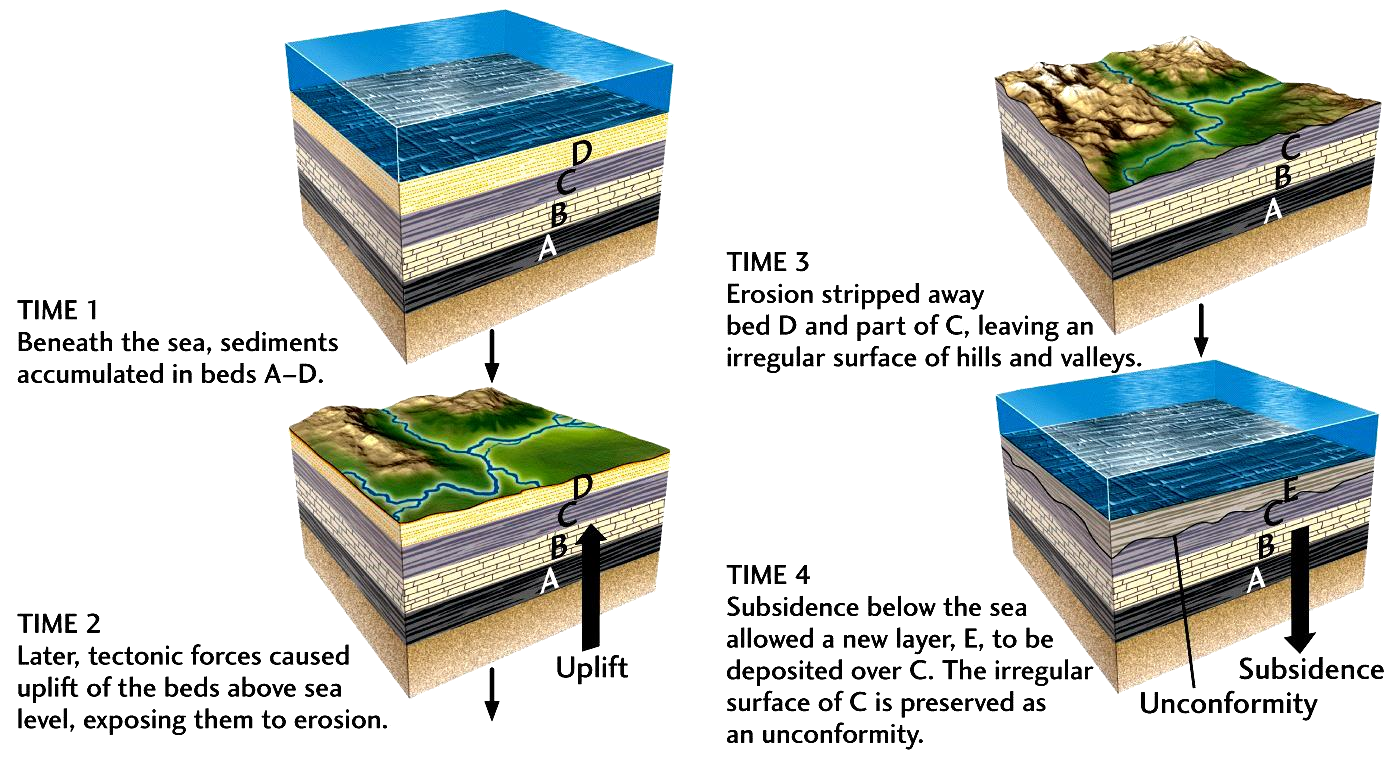 D
C
B
A
TIME 1
Beneath the sea, sediments
accumulated in beds A–D.
D
C
B
A
Uplift
TIME 2
Later, tectonic forces caused
uplift of the beds above sea
level, exposing them to erosion.
C
B
A
TIME 3
Erosion stripped away
bed D and part of C, leaving an
irregular surface of hills and valleys.
E
C
B
A
TIME 4
Subsidence below the sea
allowed a new layer, E, to be
deposited over C. The irregular
surface of C is preserved as
an unconformity.
Subsidence
Unconformity